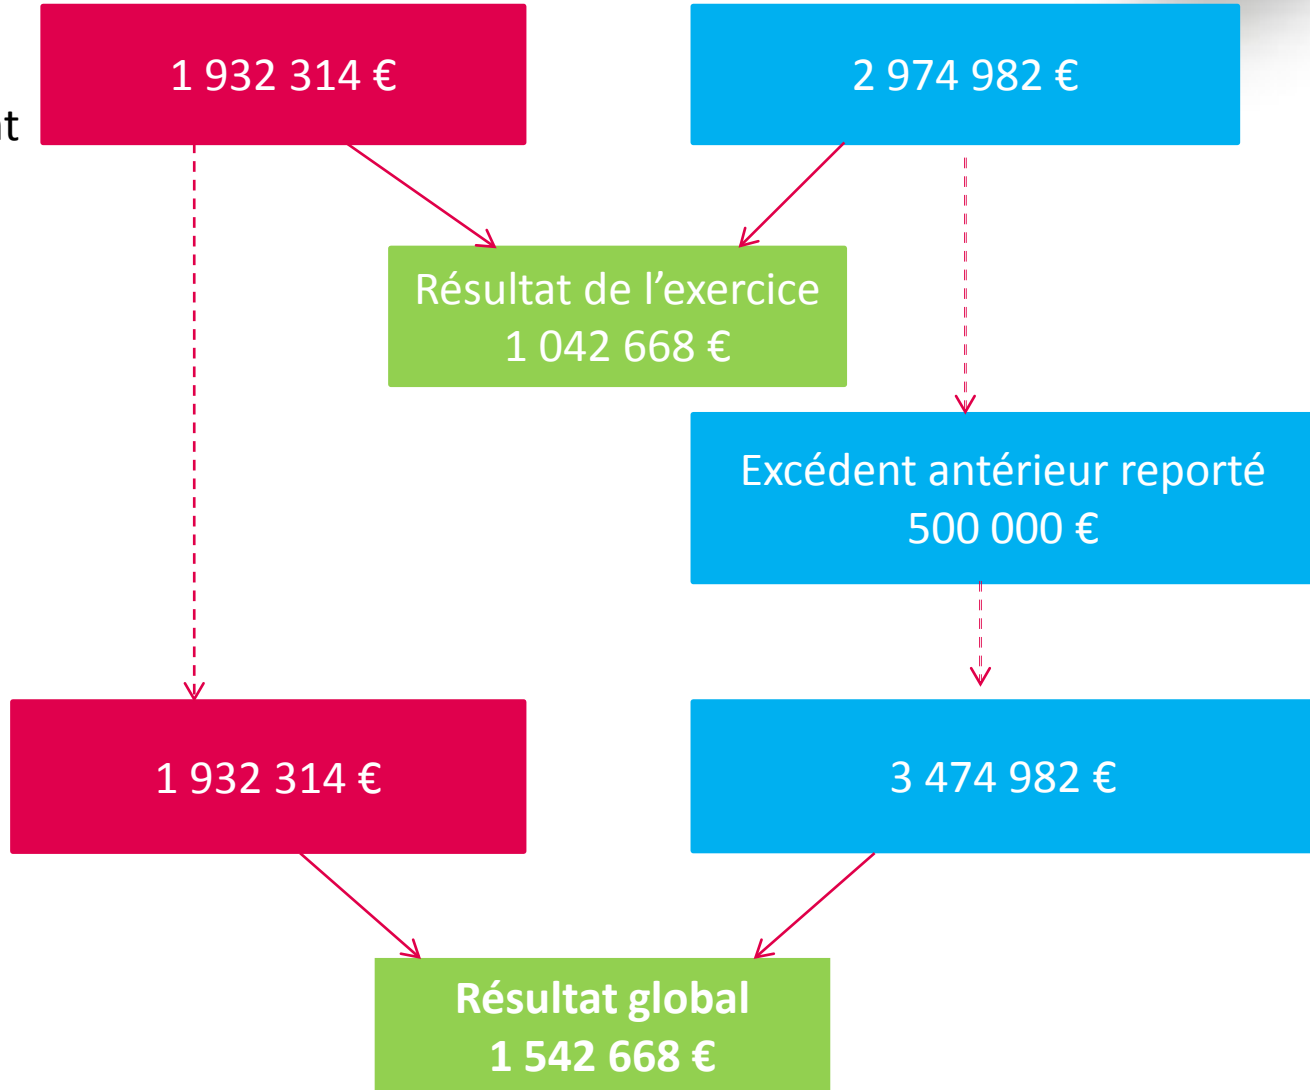 1 932 314 €
2 974 982 €
Résultat de l’exercice
1 042 668 €
Excédent antérieur reporté
500 000 €
1 932 314 €
3 474 982 €
Résultat global
1 542 668 €